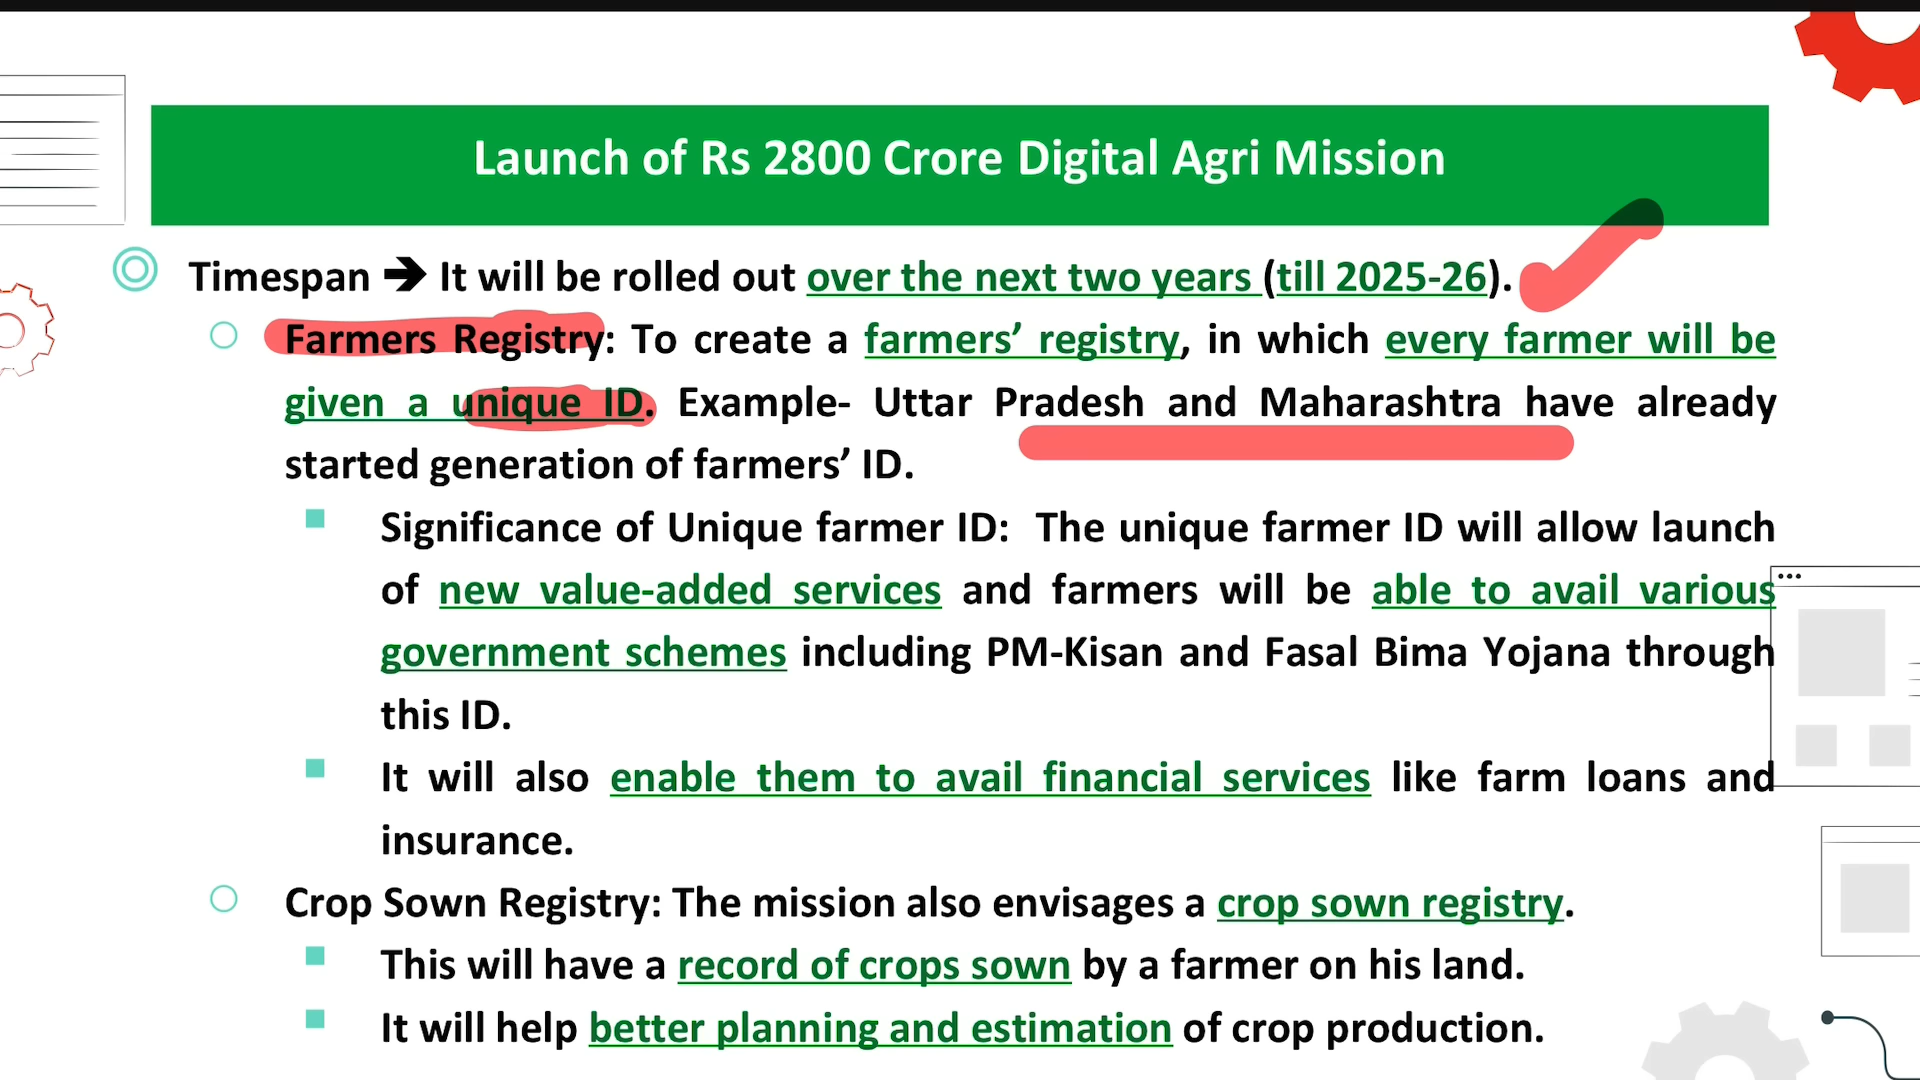 Launch of Rs 2800 Crore Digital Agri Mission
Timespan ➔ It will be rolled out over the next two years (till 2025-26).
Farmers Registry: To create a farmers’ registry, in which every farmer will be
given a unique ID. Example- Uttar Pradesh and Maharashtra have already
started generation of farmers’ ID.
Significance of Unique farmer ID: The unique farmer ID will allow launch
of new value-added services and farmers will be able to avail various
government schemes including PM-Kisan and Fasal Bima Yojana through
this ID.
It will also enable them to avail financial services like farm loans and
insurance.
Crop Sown Registry: The mission also envisages a crop sown registry.
This will have a record of crops sown by a farmer on his land.
It will help better planning and estimation of crop production.